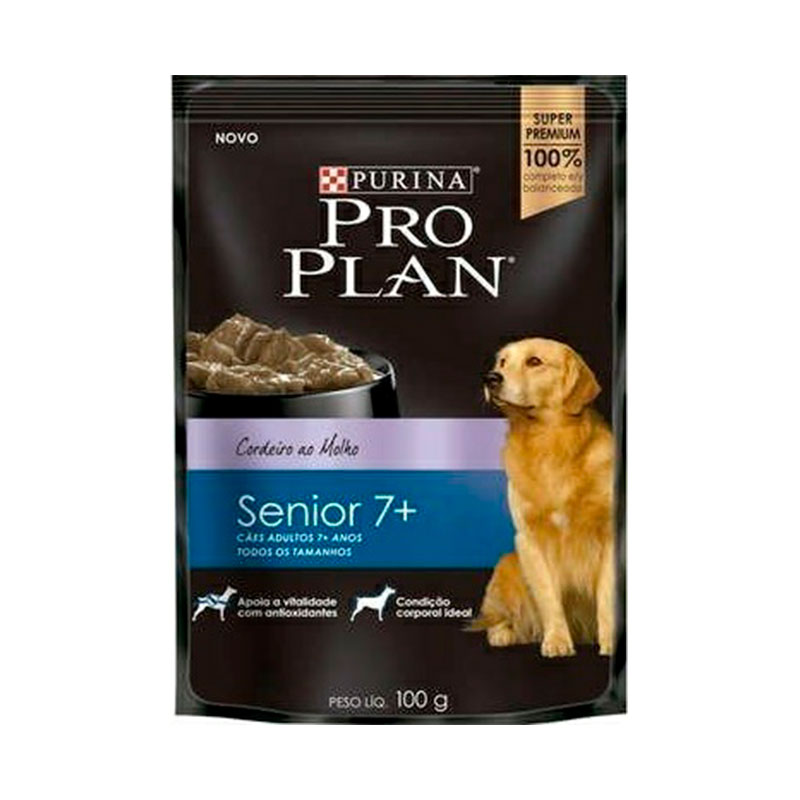 NOVO
SUPER
PREMIUM
100%
completo e/y
balanceada
PURINA®
PRO
PLAN®
Cordeiro ao Molho
Senior 7+
CÃES ADULTOS 7+ ANOS
TODOS OS TAMANHOS
Apoia a vitalidade
com antioxidantes
Condição
corporal ideal
PESO LÍQ. 100 g